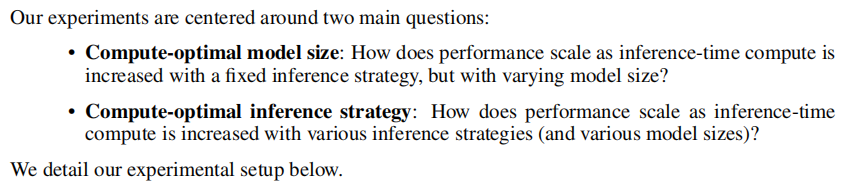 Our experiments are centered around two main questions:
• Compute-optimal model size: How does performance scale as inference-time compute is
increased with a fixed inference strategy, but with varying model size?
• Compute-optimal inference strategy: How does performance scale as inference-time
compute is increased with various inference strategies (and various model sizes)?
We detail our experimental setup below.